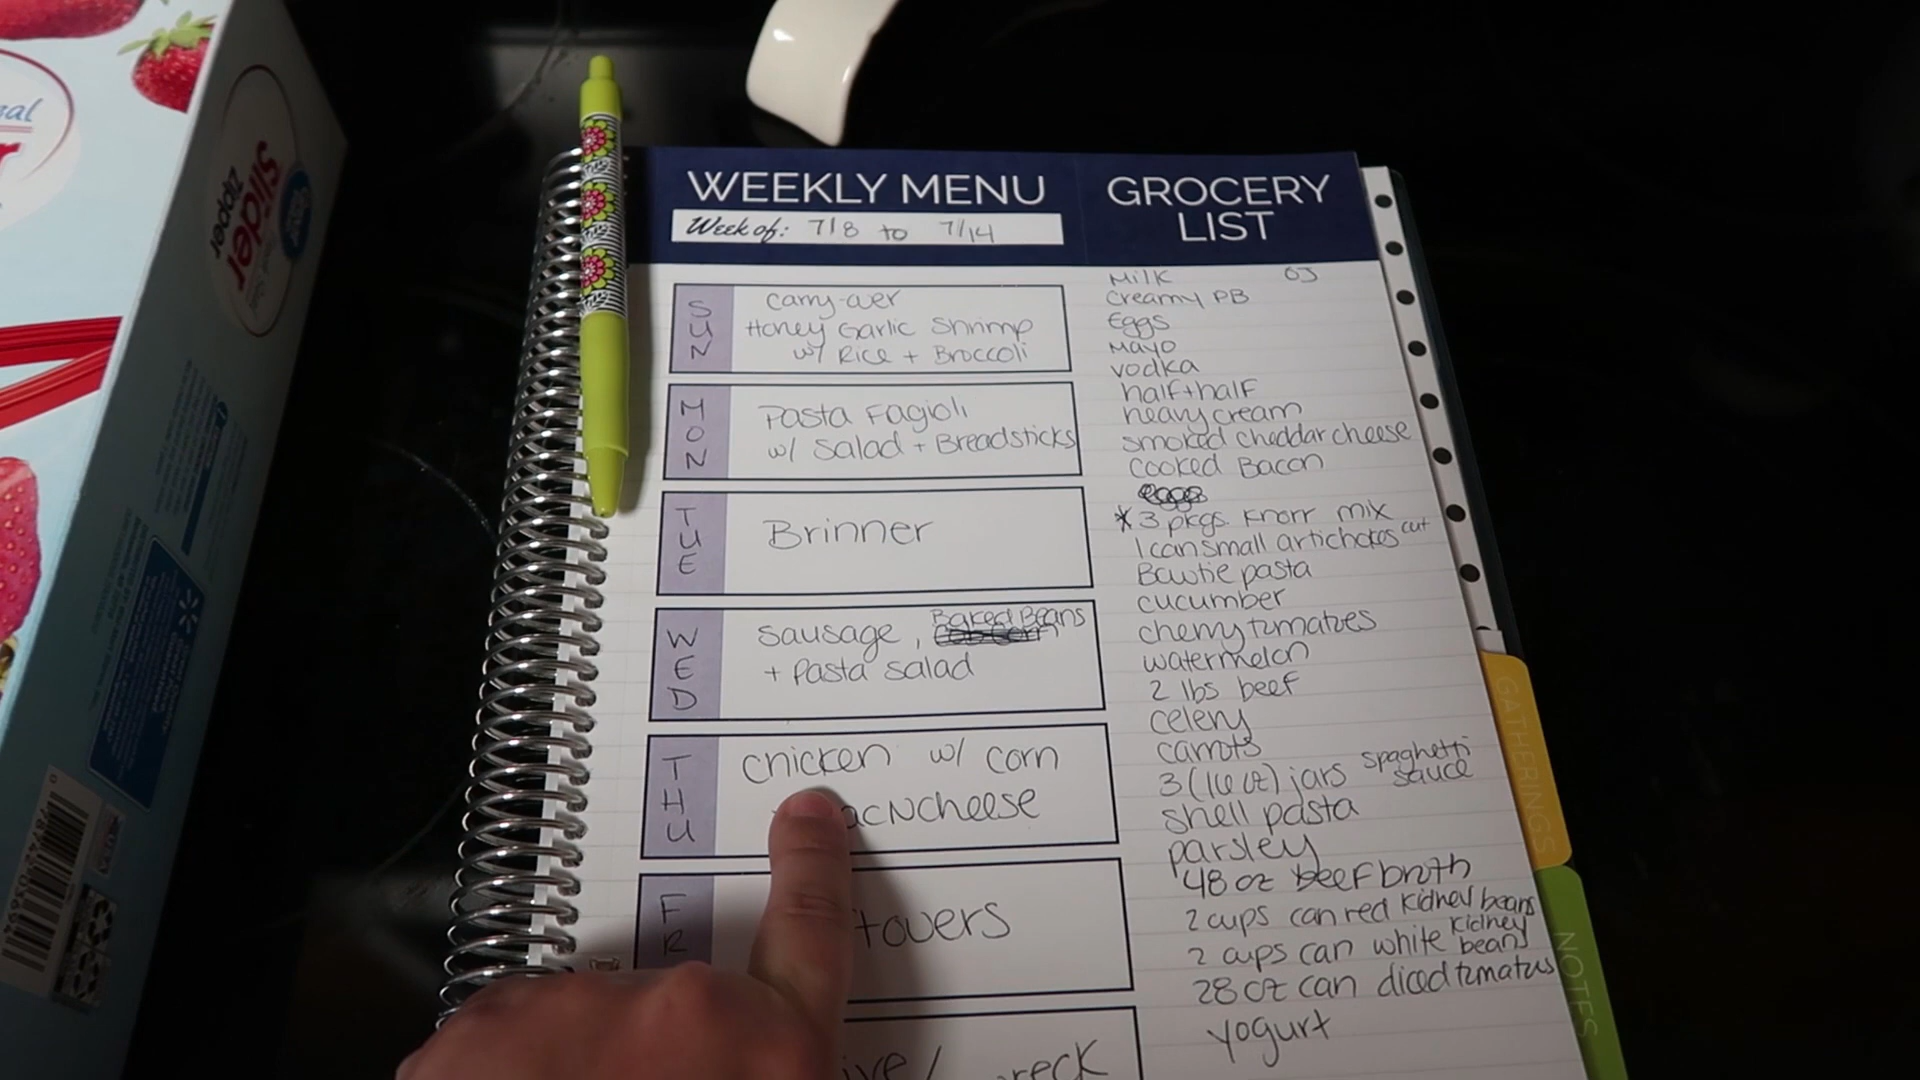 WEEKLY MENU
Week of: 7/8 to 7/14
SUN
carry-over
Honey Garlic Shrimp
w/ Rice + Broccoli
MON
Pasta Fagioli
w/ Salad + Breadsticks
TUE
Brinner
WED
sausage, Baked Beans
+ Pasta Salad
THU
chicken w/ corn
acNcheese
FR
tovers
GROCERY
LIST
Milk OJ
Creamy PB
Eggs
Mayo
vodka
half+half
heavy cream
smoked cheddar cheese
cooked Bacon
eggs
*3 pkgs. Knorr mix
1 can small artichokes cut
Bowtie pasta
cucumber
cherry tomatoes
watermelon
2 lbs beef
celery
carrots
3 (16 oz) jars spaghetti sauce
shell pasta
parsley
48 oz beef broth
2 cups can red kidney beans
2 cups can white kidney beans
28 oz can diced tomatoes
yogurt
GATHERINGS
NOTES
slider
zipper